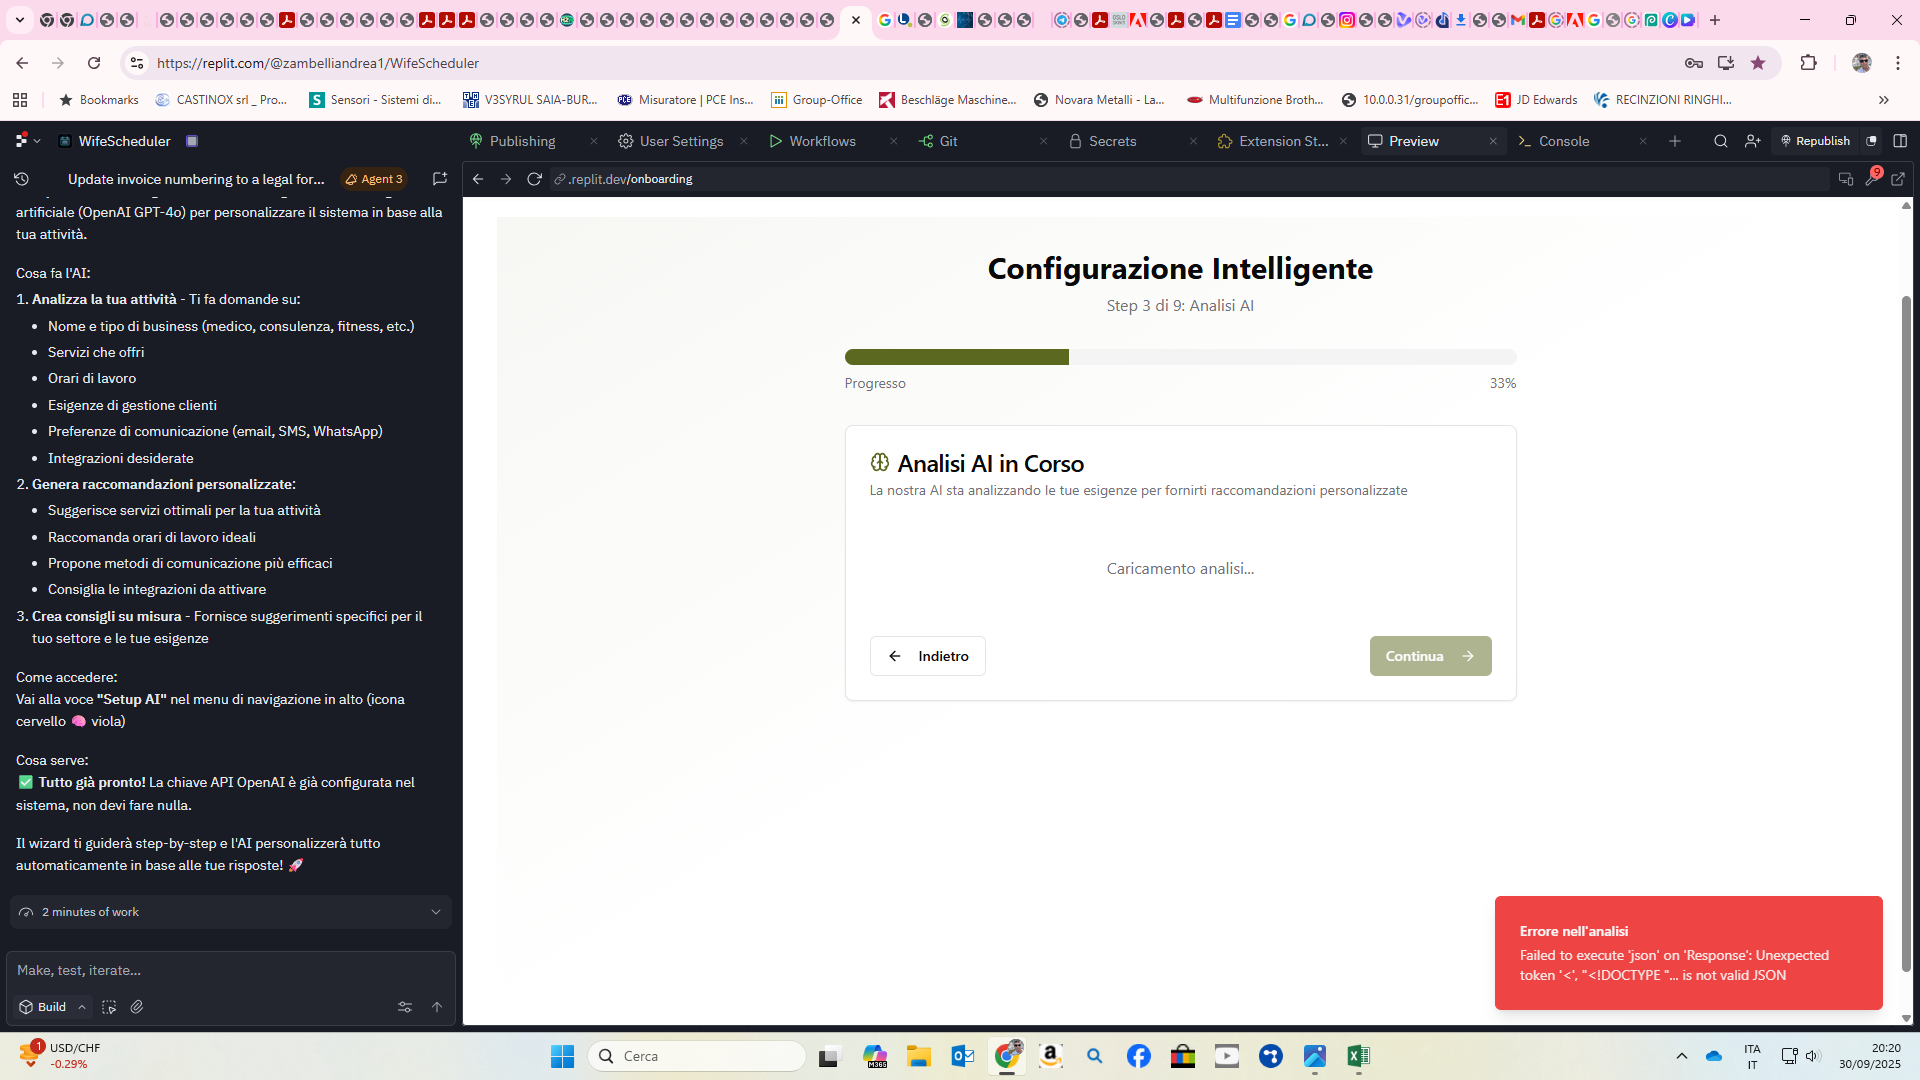 https://replit.com/@zambelliandrea1/WifeScheduler
Bookmarks
CASTINOX srl _ Pro...
Sensori - Sistemi di...
V3SYRUL SAIA-BUR...
Misuratore | PCE Ins...
Group-Office
Beschläge Maschine...
Novara Metalli - La...
Multifunzione Broth...
10.0.0.31/groupoffic...
JD Edwards
RECINZIONI RINGHI...
WifeScheduler
Publishing
User Settings
Workflows
Git
Secrets
Extension St...
Preview
Console
Republish
Update invoice numbering to a legal for...
Agent 3
.replit.dev/onboarding
9
artificiale (OpenAI GPT-4o) per personalizzare il sistema in base alla
tua attività.
Cosa fa l'AI:
1. Analizza la tua attività - Ti fa domande su:
• Nome e tipo di business (medico, consulenza, fitness, etc.)
• Servizi che offri
• Orari di lavoro
• Esigenze di gestione clienti
• Preferenze di comunicazione (email, SMS, WhatsApp)
• Integrazioni desiderate
2. Genera raccomandazioni personalizzate:
• Suggerisce servizi ottimali per la tua attività
• Raccomanda orari di lavoro ideali
• Propone metodi di comunicazione più efficaci
• Consiglia le integrazioni da attivare
3. Crea consigli su misura - Fornisce suggerimenti specifici per il
tuo settore e le tue esigenze
Come accedere:
Vai alla voce "Setup AI" nel menu di navigazione in alto (icona
cervello 🧠 viola)
Cosa serve:
✅ Tutto già pronto! La chiave API OpenAI è già configurata nel
sistema, non devi fare nulla.
Il wizard ti guiderà step-by-step e l'AI personalizzerà tutto
automaticamente in base alle tue risposte! 🚀
2 minutes of work
Make, test, iterate...
Build
Configurazione Intelligente
Step 3 di 9: Analisi AI
Progresso
33%
Analisi AI in Corso
La nostra AI sta analizzando le tue esigenze per fornirti raccomandazioni personalizzate
Caricamento analisi...
Indietro
Continua
Errore nell'analisi
Failed to execute 'json' on 'Response': Unexpected
token '<', "<!DOCTYPE "... is not valid JSON
1
USD/CHF
-0.29%
Cerca
M365
ITA
IT
20:20
30/09/2025